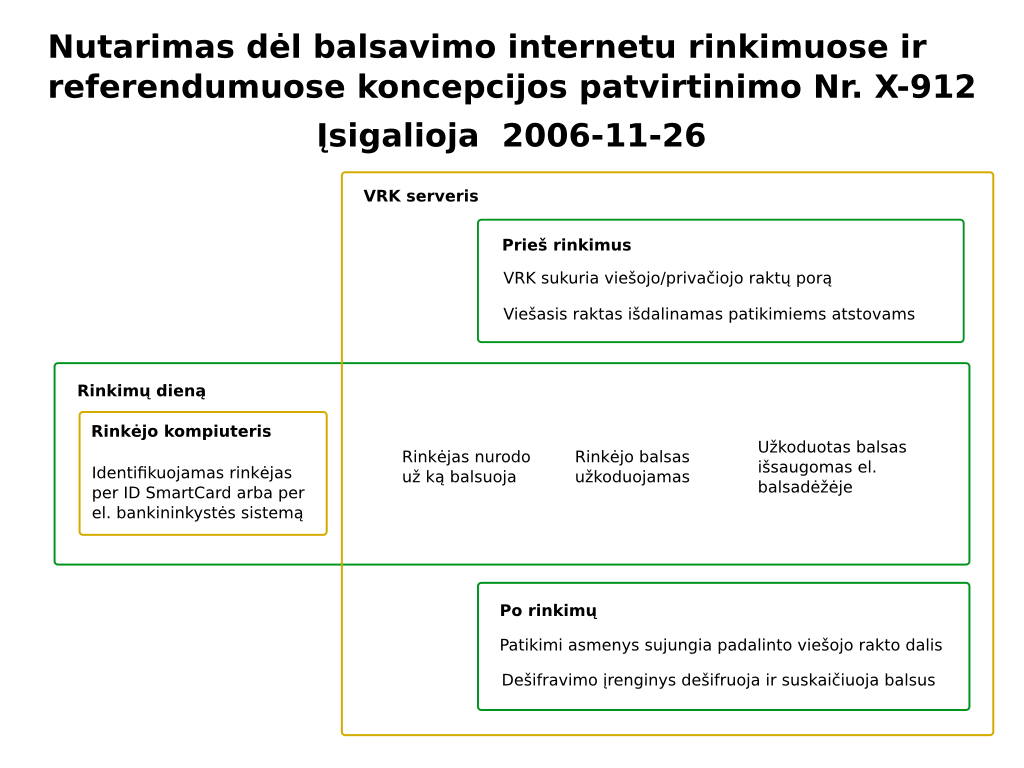 Nutarimas dėl balsavimo internetu rinkimuose ir
referendumuose koncepcijos patvirtinimo Nr. X-912
Įsigalioja 2006-11-26
VRK serveris
Prieš rinkimus
VRK sukuria viešojo/privačiojo raktų porą
Viešasis raktas išdalinamas patikimiems atstovams
Rinkimų dieną
Rinkėjo kompiuteris
Identifikuojamas rinkėjas
per ID SmartCard arba per
el. bankininkystės sistemą
Rinkėjas nurodo
už ką balsuoja
Rinkėjo balsas
užkoduojamas
Užkoduotas balsas
išsaugomas el.
balsadėžėje
Po rinkimų
Patikimi asmenys sujungia padalinto viešojo rakto dalis
Dešifravimo įrenginys dešifruoja ir suskaičiuoja balsus